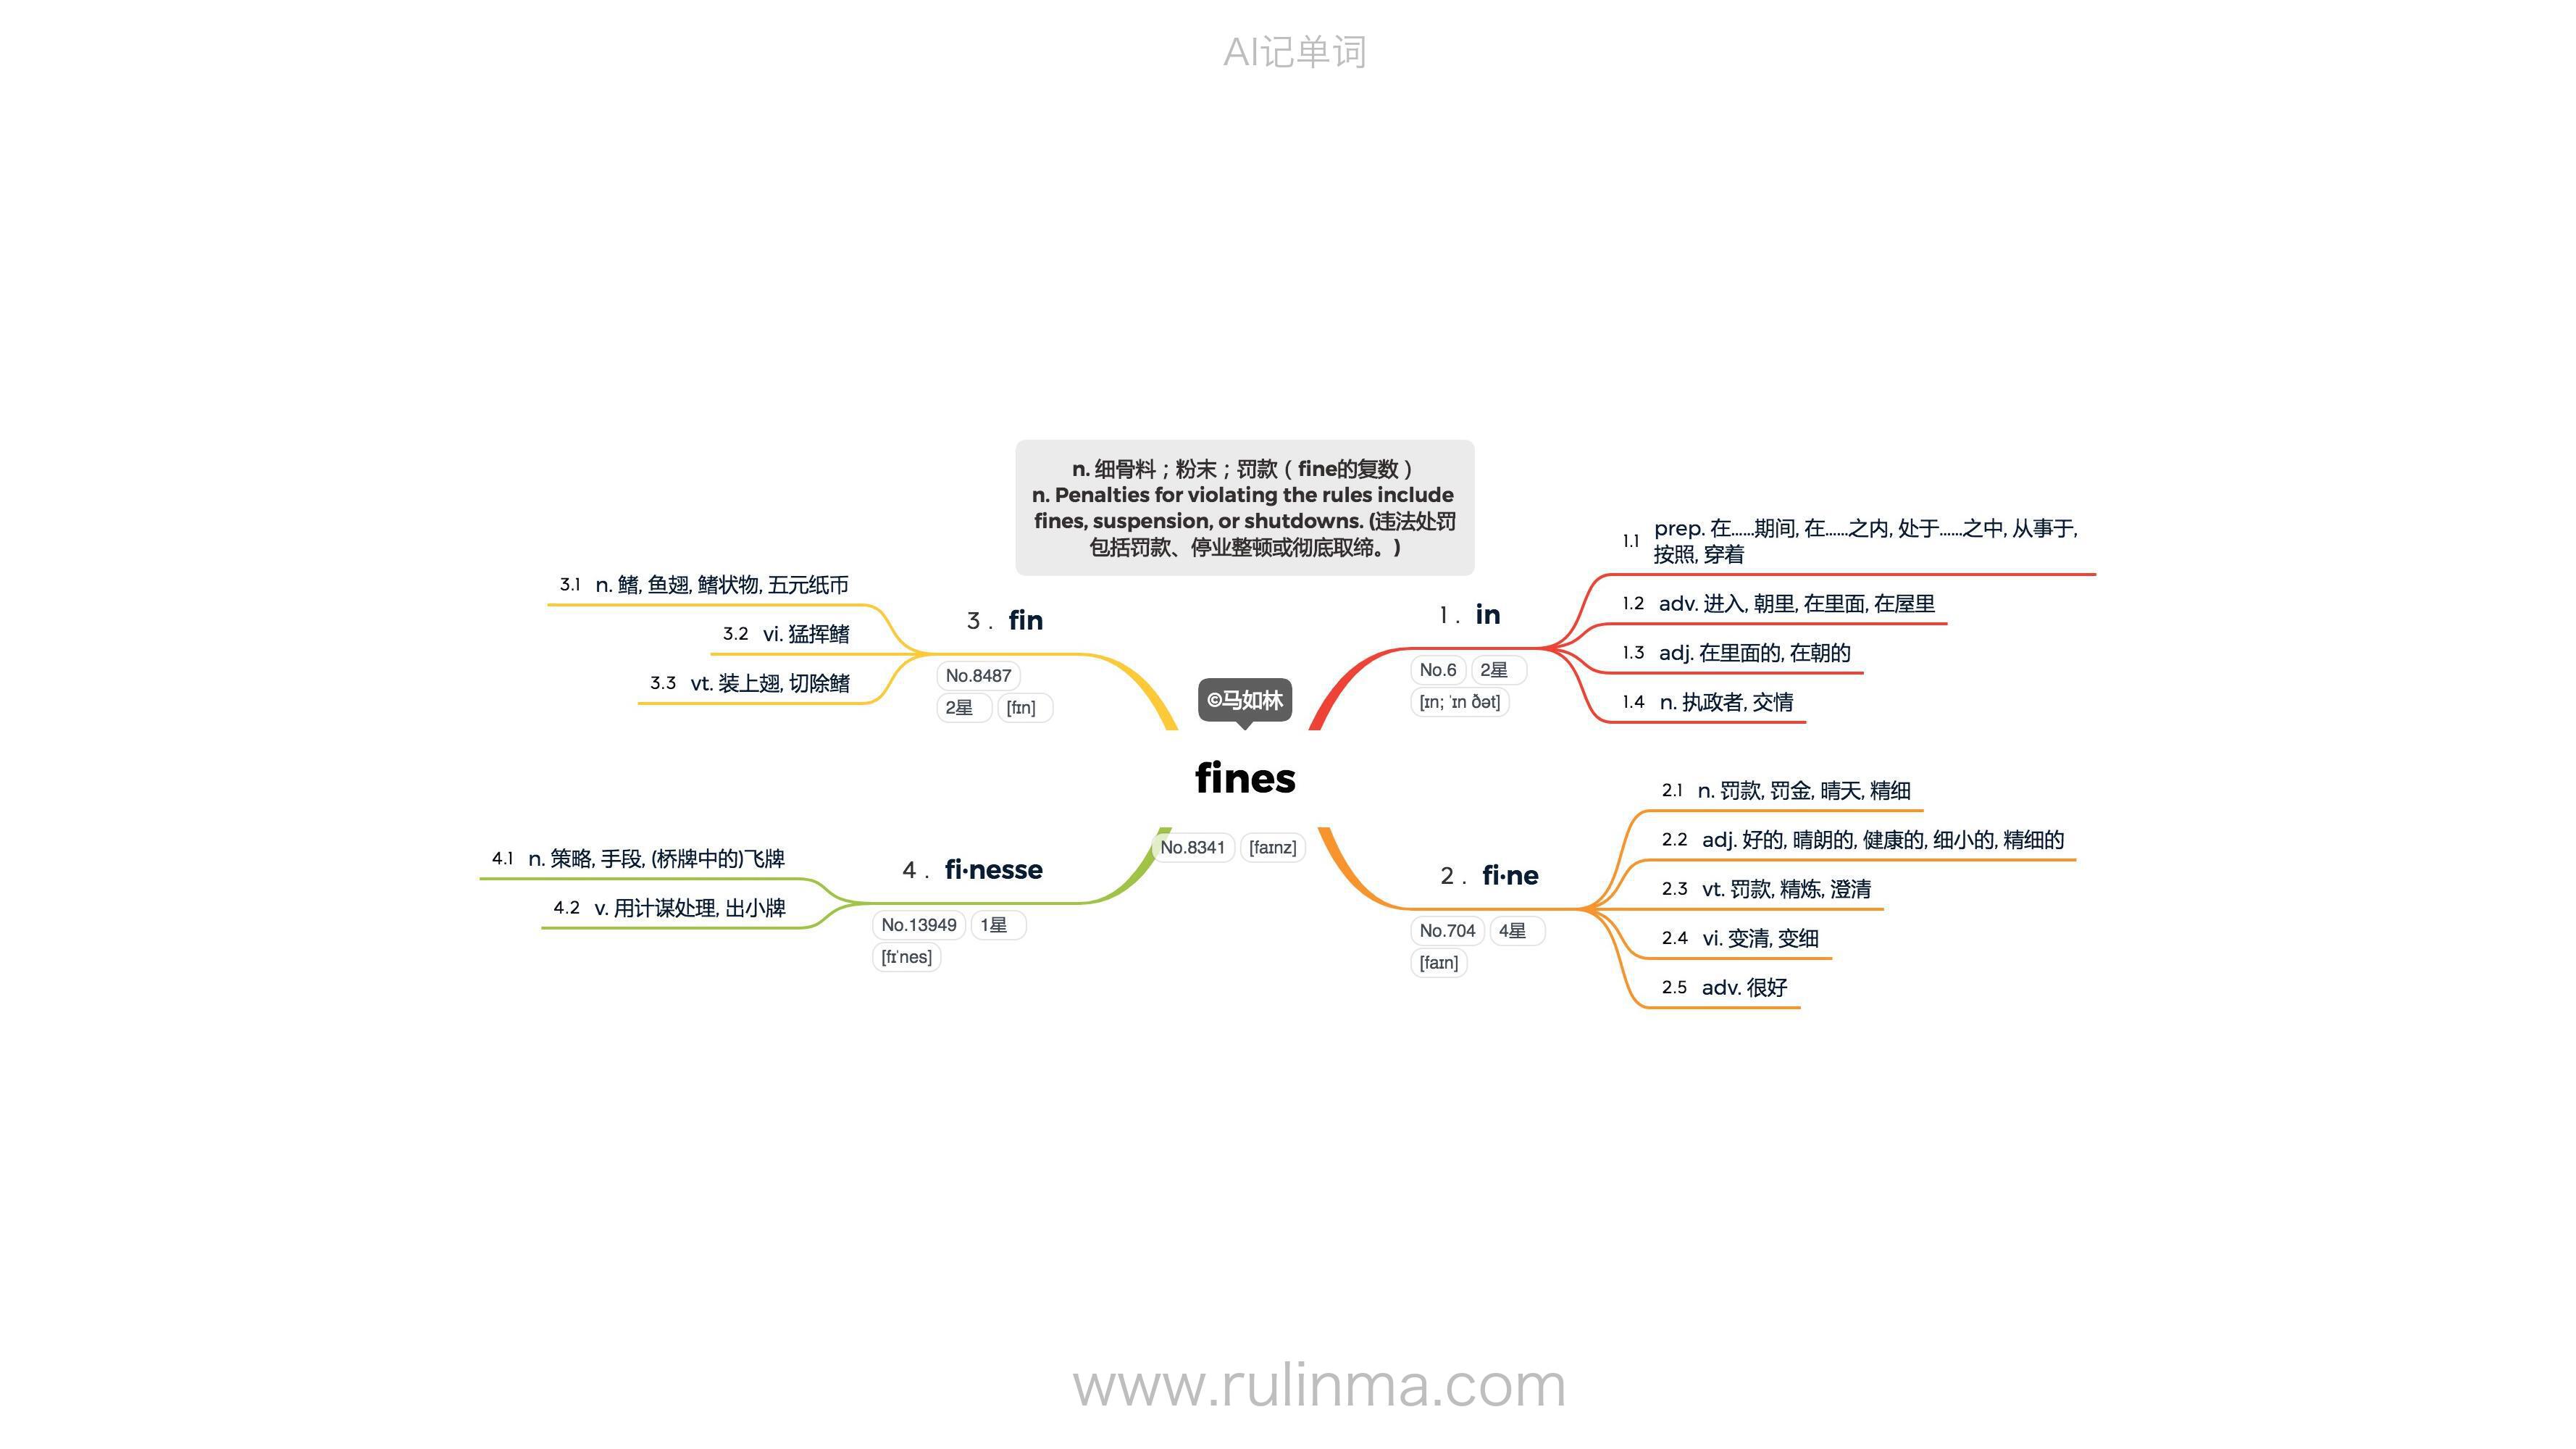 AI记单词
n. 细骨料；粉末；罚款（fine的复数）
n. Penalties for violating the rules include
fines, suspension, or shutdowns. (违法处罚
包括罚款、停业整顿或彻底取缔。)
©马如林
fines
No.8341 [faɪnz]
1. in
No.6 2星
[ɪn; ˈɪn ðət]
1.1 prep. 在……期间, 在……之内, 处于……之中, 从事于,
按照, 穿着
1.2 adv. 进入, 朝里, 在里面, 在屋里
1.3 adj. 在里面的, 在朝的
1.4 n. 执政者, 交情
2. fi·ne
No.704 4星
[faɪn]
2.1 n. 罚款, 罚金, 晴天, 精细
2.2 adj. 好的, 晴朗的, 健康的, 细小的, 精细的
2.3 vt. 罚款, 精炼, 澄清
2.4 vi. 变清, 变细
2.5 adv. 很好
3. fin
No.8487
2星 [fɪn]
3.1 n. 鳍, 鱼翅, 鳍状物, 五元纸币
3.2 vi. 猛挥鳍
3.3 vt. 装上翅, 切除鳍
4. fi·nesse
No.13949 1星
[fɪˈnes]
4.1 n. 策略, 手段, (桥牌中的)飞牌
4.2 v. 用计谋处理, 出小牌
www.rulinma.com